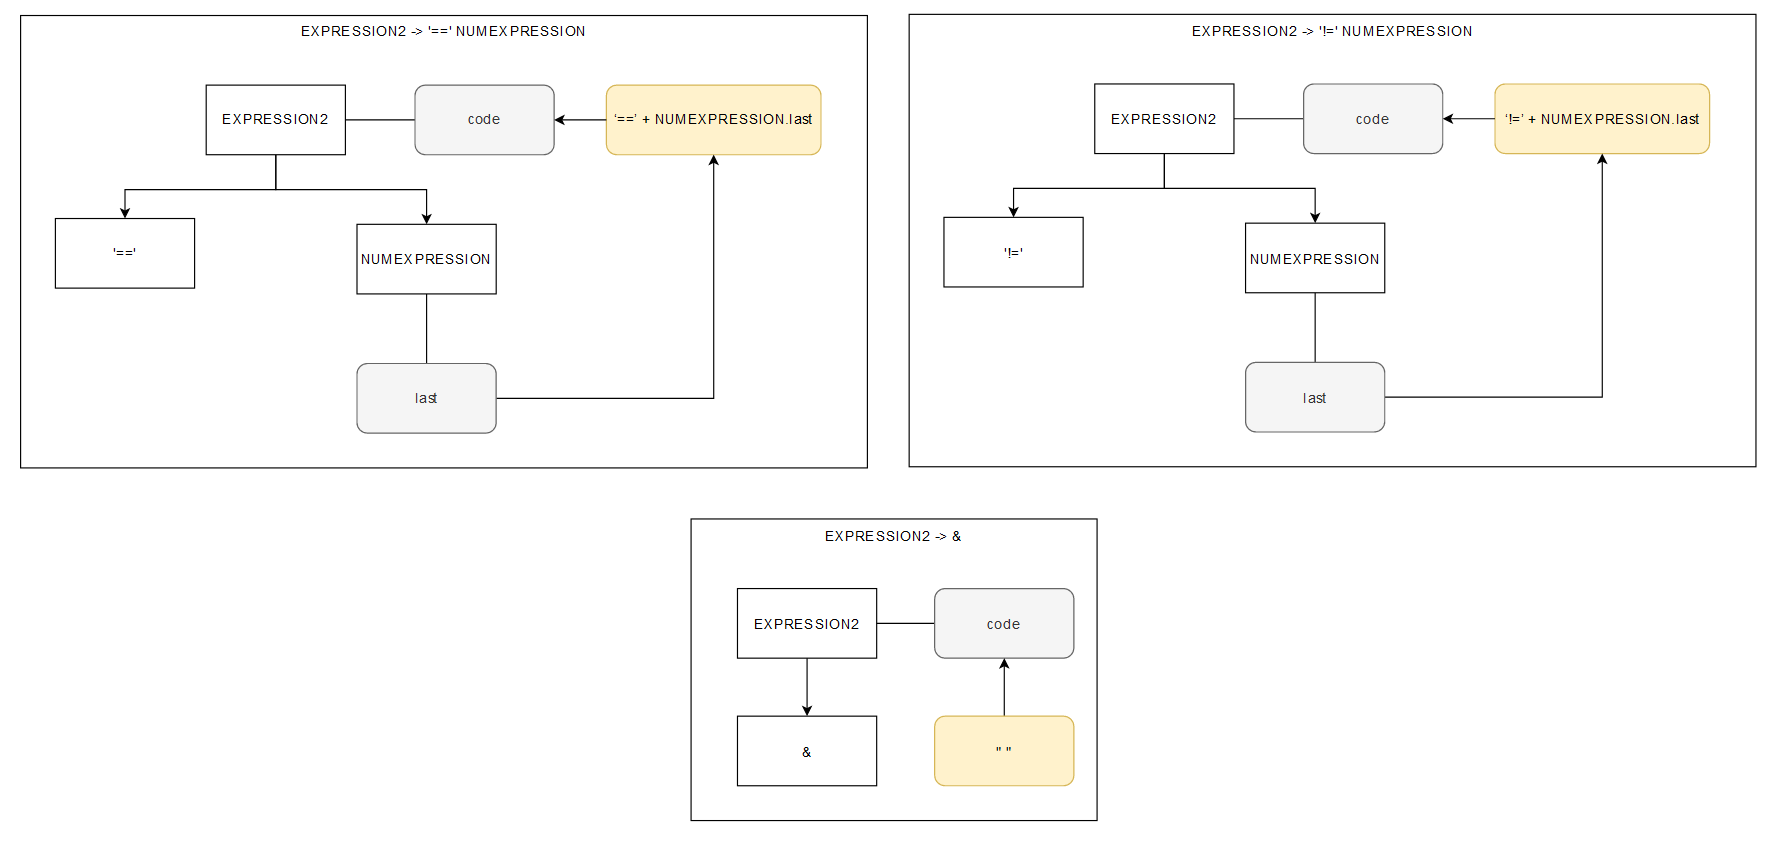 EXPRESSION2 -> '==' NUMEXPRESSION
EXPRESSION2
code
‘==’ + NUMEXPRESSION.last
'=='
NUMEXPRESSION
last
EXPRESSION2 -> '!=' NUMEXPRESSION
EXPRESSION2
code
‘!=’ + NUMEXPRESSION.last
'!='
NUMEXPRESSION
last
EXPRESSION2 -> &
EXPRESSION2
code
&
" "